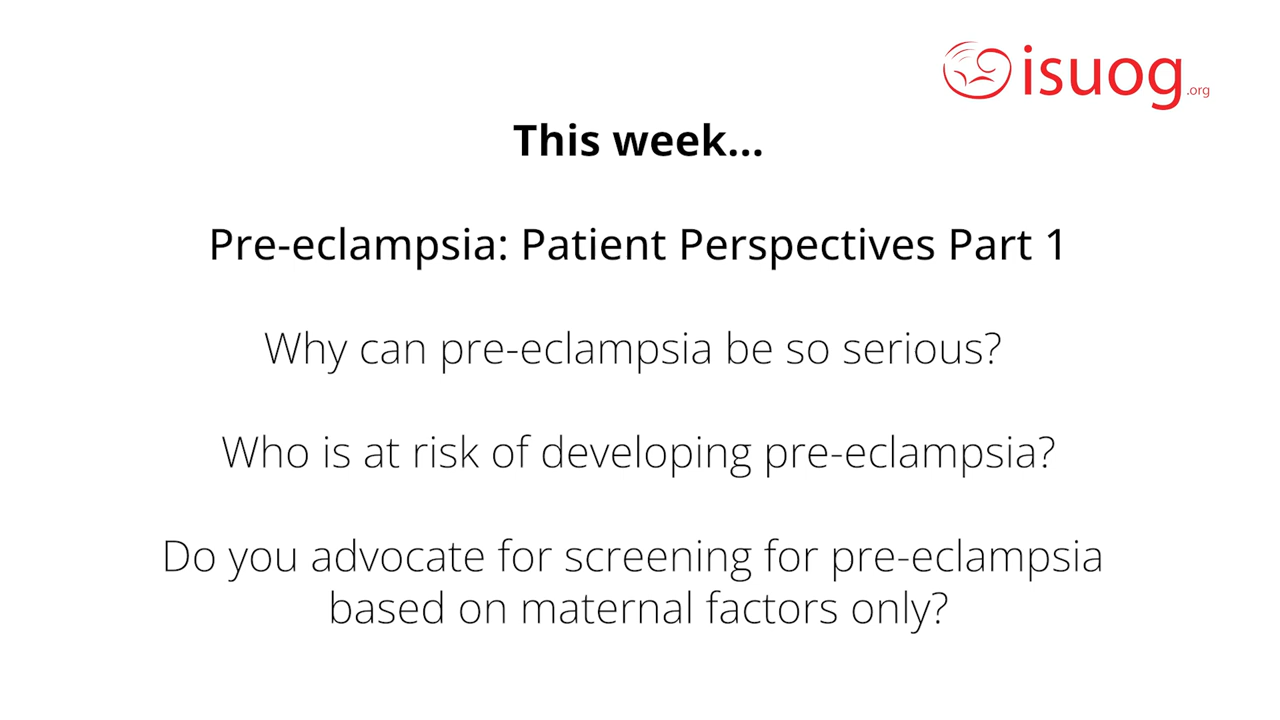 isuog.org
This week...
Pre-eclampsia: Patient Perspectives Part 1
Why can pre-eclampsia be so serious?
Who is at risk of developing pre-eclampsia?
Do you advocate for screening for pre-eclampsia
based on maternal factors only?